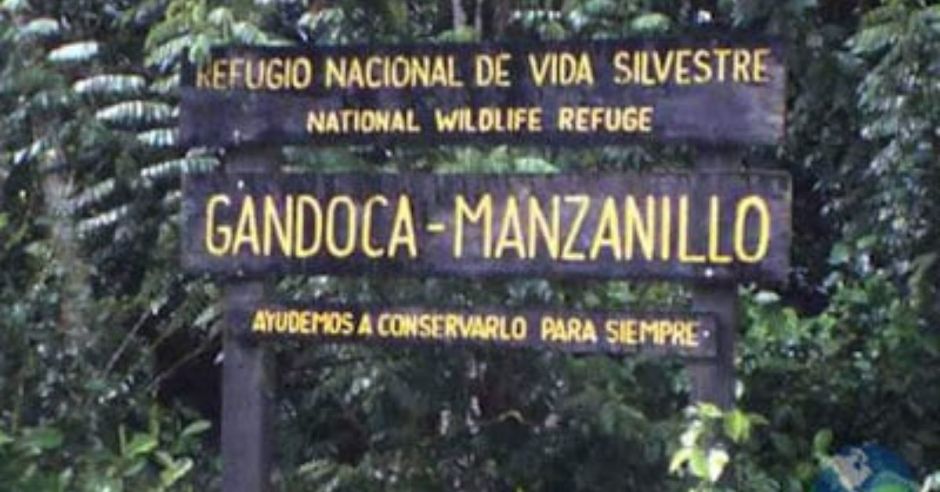 REFUGIO NACIONAL DE VIDA SILVESTRE
NATIONAL WILDLIFE REFUGE
GANDOCA-MANZANILLO
AYUDEMOS A CONSERVARLO PARA SIEMPRE.